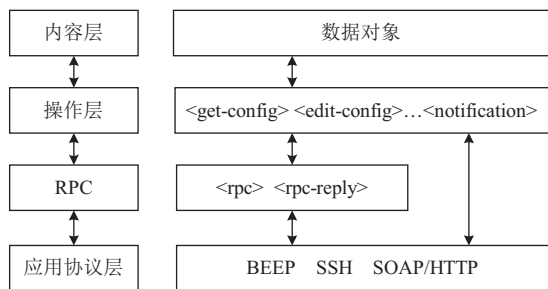 内容层 数据对象
操作层 <get-config> <edit-config>…<notification>
RPC <rpc> <rpc-reply>
应用协议层 BEEP SSH SOAP/HTTP